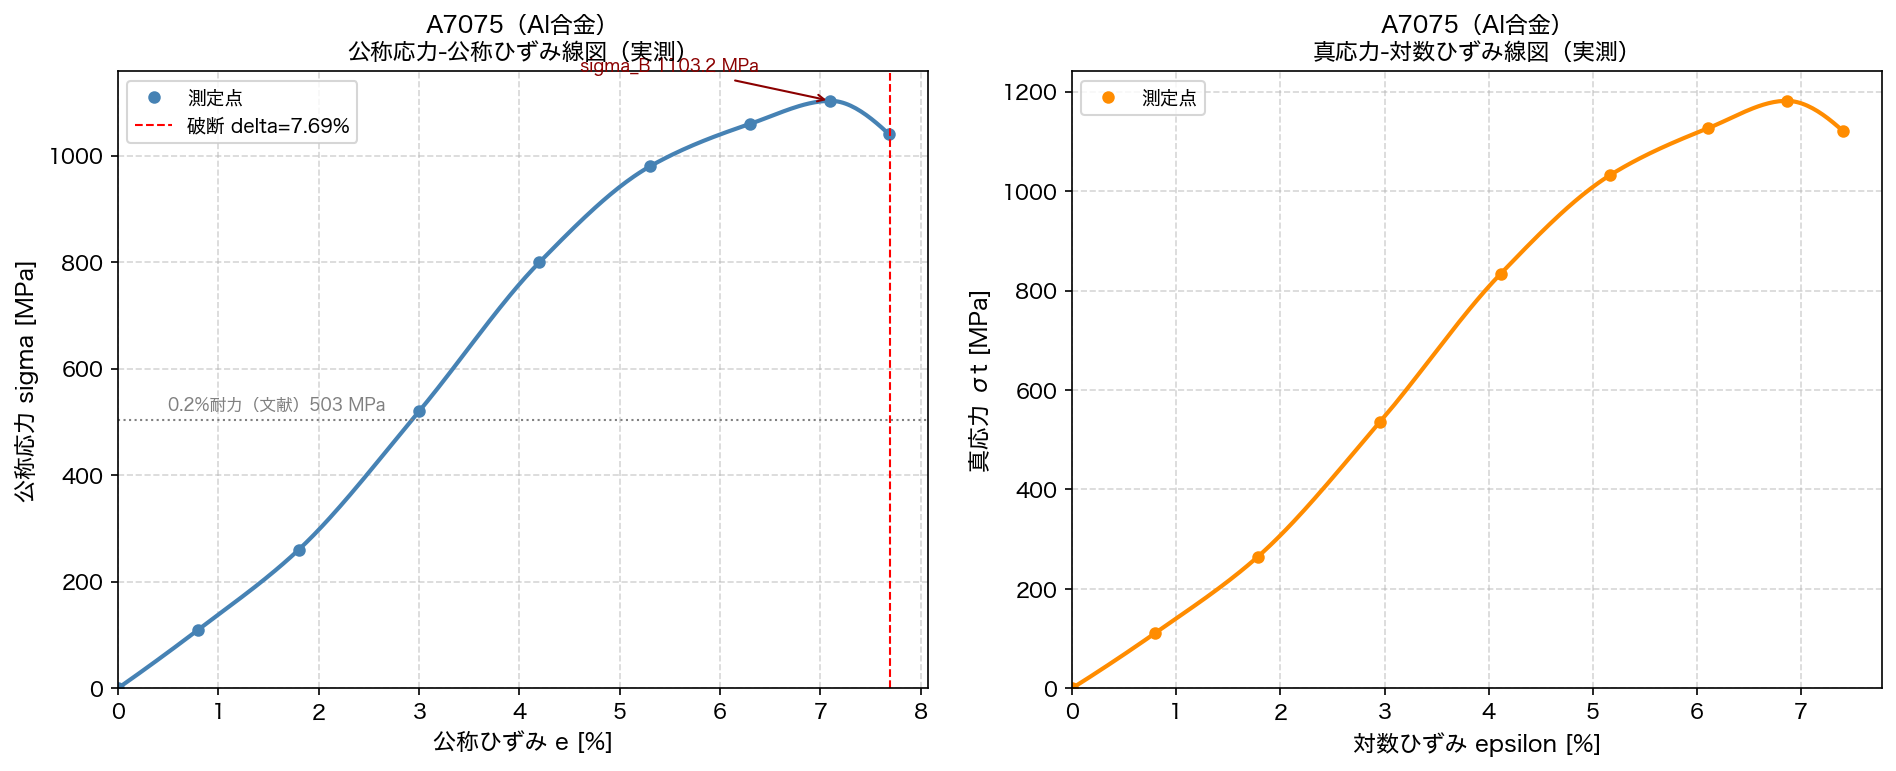 A7075（Al合金）
公称応力-公称ひずみ線図（実測）
sigma_B 1103.2 MPa
測定点
破断 delta=7.69%
0.2%耐力（文献）503 MPa
公称応力 sigma [MPa]
1000
800
600
400
200
0
0 1 2 3 4 5 6 7 8
公称ひずみ e [%]
A7075（Al合金）
真応力-対数ひずみ線図（実測）
測定点
真応力 σt [MPa]
1200
1000
800
600
400
200
0
0 1 2 3 4 5 6 7
対数ひずみ epsilon [%]